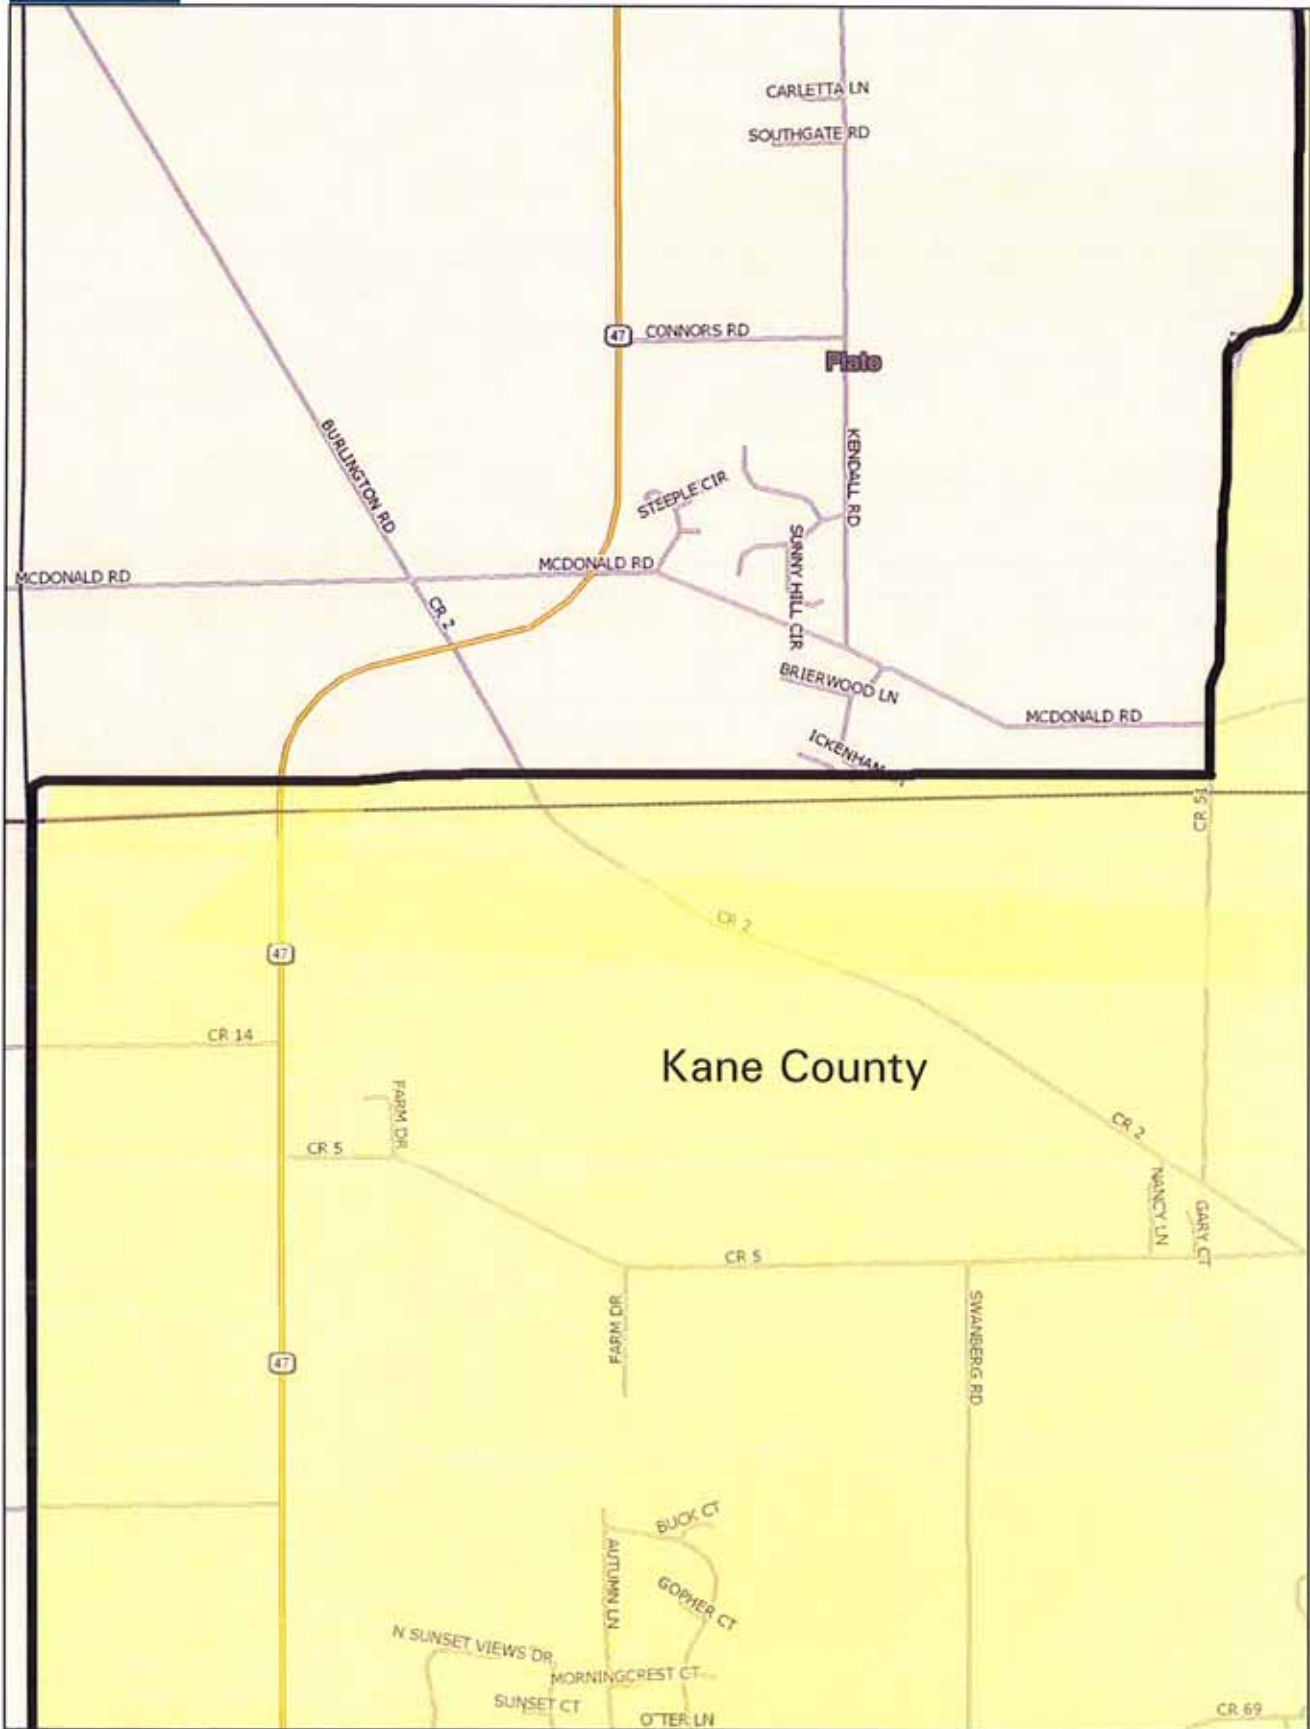 CARLETTA LN
SOUTHGATE RD
47
CONNORS RD
Plato
BURLINGTON RD
KENDALL RD
STEEPLE CIR
SUNNY HILL CIR
MCDONALD RD
MCDONALD RD
CR 2
BRIERWOOD LN
MCDONALD RD
ICKENHAM
CR 51
CR 2
47
CR 14
Kane County
FARM DR
CR 2
CR 5
NANCY LN
GARY CT
CR 5
FARM DR
SWANBERG RD
47
BUCK CT
AUTUMN LN
GOPHER CT
N SUNSET VIEWS DR
MORNINGCREST CT
SUNSET CT
OTTER LN
CR 69